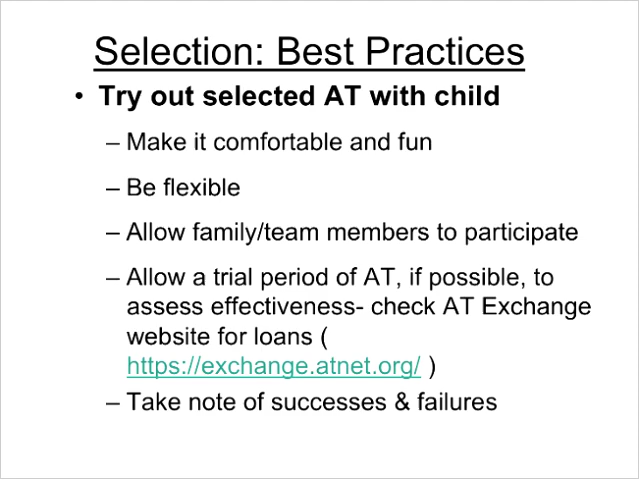 Selection: Best Practices
• Try out selected AT with child
– Make it comfortable and fun
– Be flexible
– Allow family/team members to participate
– Allow a trial period of AT, if possible, to
assess effectiveness- check AT Exchange
website for loans (
https://exchange.atnet.org/ )
– Take note of successes & failures